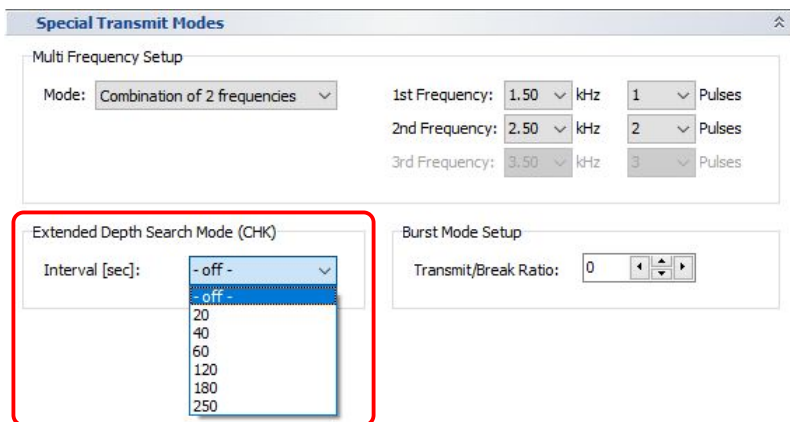 Special Transmit Modes
Multi Frequency Setup
Mode: Combination of 2 frequencies
1st Frequency: 1.50 kHz 1 Pulses
2nd Frequency: 2.50 kHz 2 Pulses
3rd Frequency: 3.50 kHz 3 Pulses
Extended Depth Search Mode (CHK)
Interval [sec]: - off -
- off -
20
40
60
120
180
250
Burst Mode Setup
Transmit/Break Ratio: 0